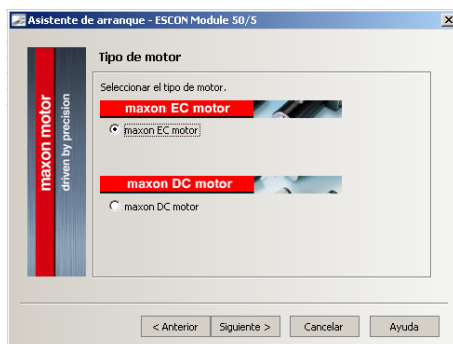 Asistente de arranque - ESCON Module 50/5
Tipo de motor
maxon motor
driven by precision
Seleccionar el tipo de motor.
maxon EC motor
maxon EC motor
maxon DC motor
maxon DC motor
< Anterior
Siguiente >
Cancelar
Ayuda